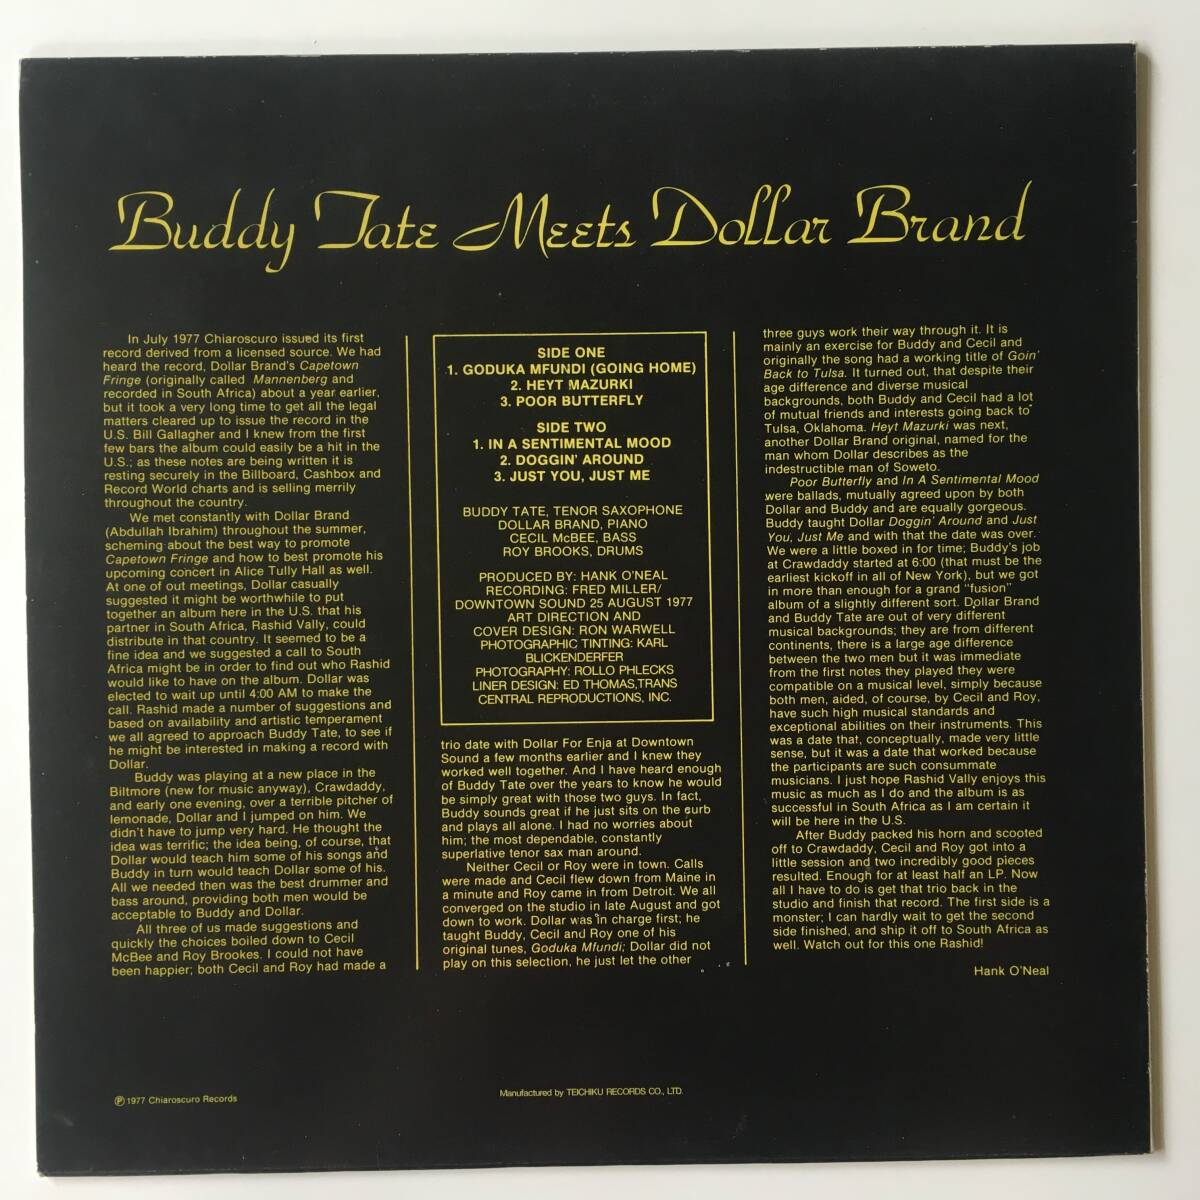 Buddy Tate Meets Dollar Brand
In July 1977 Chiaroscuro issued its first
record derived from a licensed source. We had
heard the record, Dollar Brand's Capetown
Fringe (originally called Mannenberg and
recorded in South Africa) about a year earlier,
but it took a very long time to get all the legal
matters cleared up to issue the record in the
U.S. Bill Gallagher and I knew from the first
few bars the album could easily be a hit in the
U.S.; as these notes are being written it is
resting securely in the Billboard, Cashbox and
Record World charts and is selling merrily
throughout the country.
We met constantly with Dollar Brand
(Abdullah Ibrahim) throughout the summer,
scheming about the best way to promote
Capetown Fringe and how to best promote his
upcoming concert in Alice Tully Hall as well.
At one of out meetings, Dollar casually
suggested it might be worthwhile to put
together an album here in the U.S. that his
partner in South Africa, Rashid Vally, could
distribute in that country. It seemed to be a
fine idea and we suggested a call to South
Africa might be in order to find out who Rashid
would like to have on the album. Dollar was
elected to wait up until 4:00 AM to make the
call. Rashid made a number of suggestions and
based on availability and artistic temperament
we all agreed to approach Buddy Tate, to see if
he might be interested in making a record with
Dollar.
Buddy was playing at a new place in the
Biltmore (new for music anyway), Crawdaddy,
and early one evening, over a terrible pitcher of
lemonade, Dollar and I jumped on him. We
didn't have to jump very hard. He thought the
idea was terrific; the idea being, of course, that
Dollar would teach him some of his songs and
Buddy in turn would teach Dollar some of his.
All we needed then was the best drummer and
bass around, providing both men would be
acceptable to Buddy and Dollar.
All three of us made suggestions and
quickly the choices boiled down to Cecil
McBee and Roy Brookes. I could not have
been happier; both Cecil and Roy had made a
SIDE ONE
1. GODUKA MFUNDI (GOING HOME)
2. HEYT MAZURKI
3. POOR BUTTERFLY
SIDE TWO
1. IN A SENTIMENTAL MOOD
2. DOGGIN' AROUND
3. JUST YOU, JUST ME
BUDDY TATE, TENOR SAXOPHONE
DOLLAR BRAND, PIANO
CECIL McBEE, BASS
ROY BROOKS, DRUMS
PRODUCED BY: HANK O'NEAL
RECORDING: FRED MILLER/
DOWNTOWN SOUND 25 AUGUST 1977
ART DIRECTION AND
COVER DESIGN: RON WARWELL
PHOTOGRAPHIC TINTING: KARL
BLICKENDERFER
PHOTOGRAPHY: ROLLO PHLECKS
LINER DESIGN: ED THOMAS,TRANS
CENTRAL REPRODUCTIONS, INC.
trio date with Dollar For Enja at Downtown
Sound a few months earlier and I knew they
worked well together. And I have heard enough
of Buddy Tate over the years to know he would
be simply great with those two guys. In fact,
Buddy sounds great if he just sits on the curb
and plays all alone. I had no worries about
him; the most dependable, constantly
superlative tenor sax man around.
Neither Cecil or Roy were in town. Calls
were made and Cecil flew down from Maine in
a minute and Roy came in from Detroit. We all
converged on the studio in late August and got
down to work. Dollar was in charge first; he
taught Buddy, Cecil and Roy one of his
original tunes, Goduka Mfundi; Dollar did not
play on this selection, he just let the other
three guys work their way through it. It is
mainly an exercise for Buddy and Cecil and
originally the song had a working title of Goin'
Back to Tulsa. It turned out, that despite their
age difference and diverse musical
backgrounds, both Buddy and Cecil had a lot
of mutual friends and interests going back to
Tulsa, Oklahoma. Heyt Mazurki was next,
another Dollar Brand original, named for the
man whom Dollar describes as the
indestructible man of Soweto.
Poor Butterfly and In A Sentimental Mood
were ballads, mutually agreed upon by both
Dollar and Buddy and are equally gorgeous.
Buddy taught Dollar Doggin' Around and Just
You, Just Me and with that the date was over.
We were a little boxed in for time; Buddy's job
at Crawdaddy started at 6:00 (that must be the
earliest kickoff in all of New York), but we got
in more than enough for a grand "fusion"
album of a slightly different sort. Dollar Brand
and Buddy Tate are out of very different
musical backgrounds; they are from different
continents, there is a large age difference
between the two men but it was immediate
from the first notes they played they were
compatible on a musical level, simply because
both men, aided, of course, by Cecil and Roy,
have such high musical standards and
exceptional abilities on their instruments. This
was a date that, conceptually, made very little
sense, but it was a date that worked because
the participants are such consummate
musicians. I just hope Rashid Vally enjoys this
music as much as I do and the album is as
successful in South Africa as I am certain it
will be here in the U.S.
After Buddy packed his horn and scooted
off to Crawdaddy, Cecil and Roy got into a
little session and two incredibly good pieces
resulted. Enough for at least half an LP. Now
all I have to do is get that trio back in the
studio and finish that record. The first side is a
monster; I can hardly wait to get the second
side finished, and ship it off to South Africa as
well. Watch out for this one Rashid!
Hank O'Neal
℗1977 Chiaroscuro Records
Manufactured by TEICHIKU RECORDS CO., LTD.